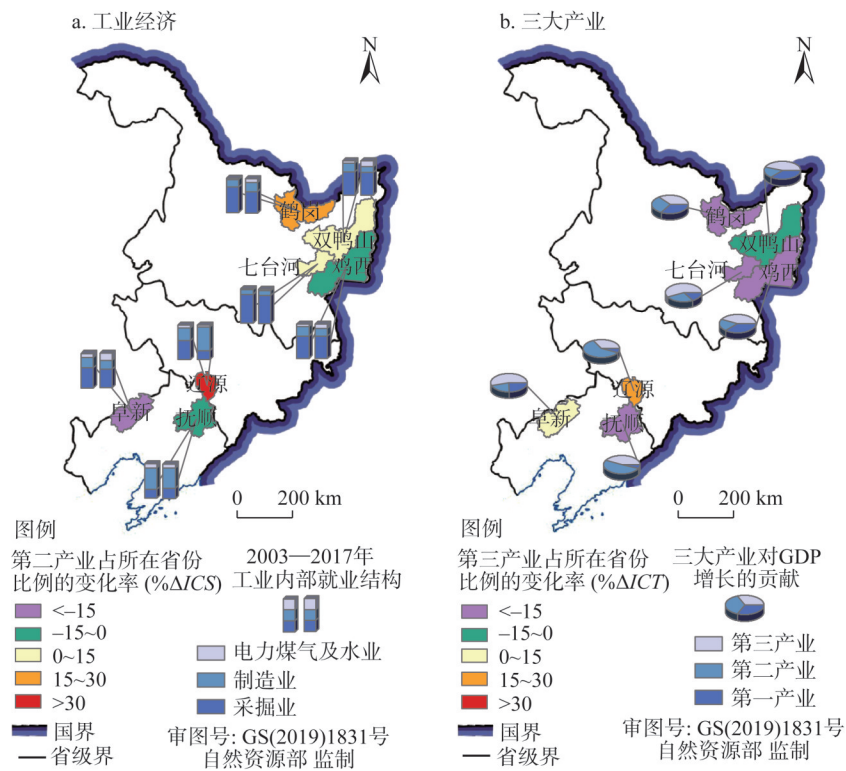 a. 工业经济
N
鹤岗
双鸭山
七台河
鸡西
辽源
阜新
抚顺
0 200 km
图例
第二产业占所在省份
比例的变化率 (%ΔICS)
<–15
–15~0
0~15
15~30
>30
国界
省级界
2003—2017年
工业内部就业结构
电力煤气及水业
制造业
采掘业
审图号: GS(2019)1831号
自然资源部 监制
b. 三大产业
N
鹤岗
双鸭山
七台河
鸡西
辽源
阜新
抚顺
0 200 km
图例
第三产业占所在省份
比例的变化率 (%ΔICT)
<–15
–15~0
0~15
15~30
>30
国界
省级界
三大产业对GDP
增长的贡献
第三产业
第二产业
第一产业
审图号: GS(2019)1831号
自然资源部 监制